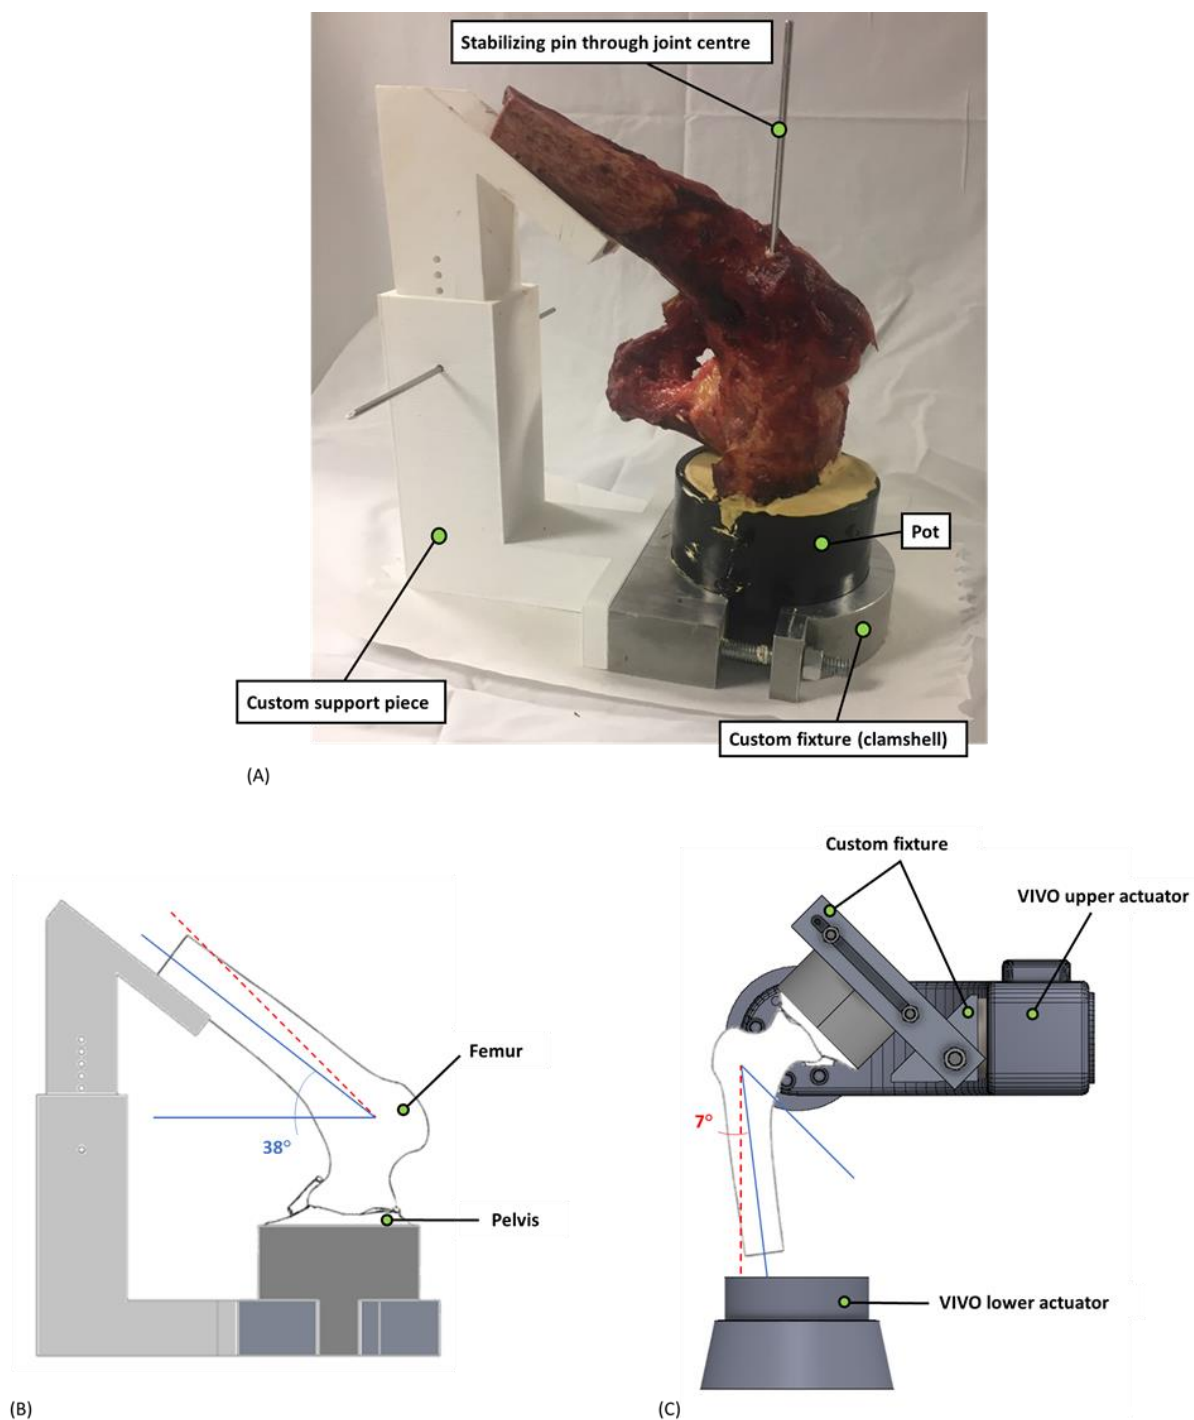 Stabilizing pin through joint centre
Pot
Custom support piece
Custom fixture (clamshell)
(A)
Custom fixture
VIVO upper actuator
Femur
7°
38°
Pelvis
VIVO lower actuator
(B)
(C)